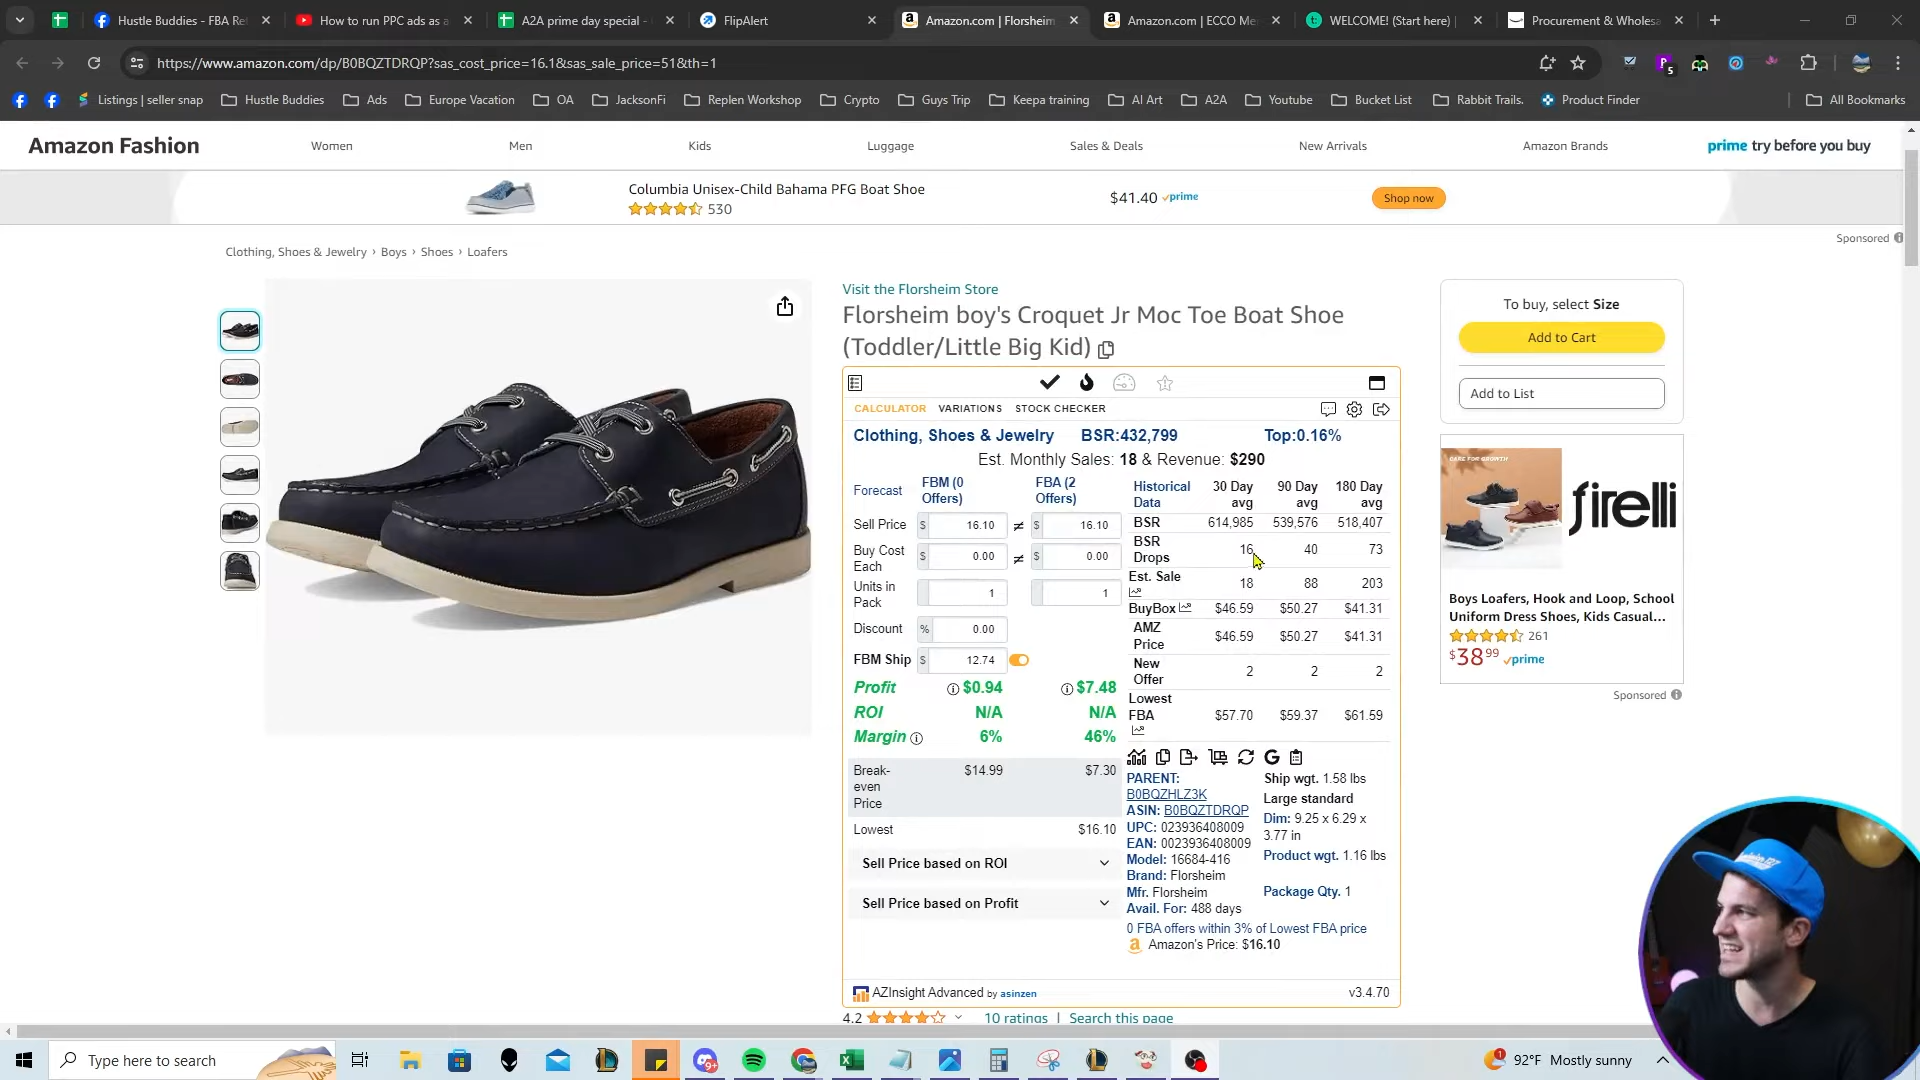 Hustle Buddies - FBA Re
How to run PPC ads as a
A2A prime day special -
FlipAlert
Amazon.com | Florsheim
Amazon.com | ECCO Me
WELCOME! (Start here) |
Procurement & Wholesa
https://www.amazon.com/dp/B0BQZTDRQP?sas_cost_price=16.1&sas_sale_price=51&th=1
Listings | seller snap
Hustle Buddies
Ads
Europe Vacation
OA
JacksonFi
Replen Workshop
Crypto
Guys Trip
Keepa training
AI Art
A2A
Youtube
Bucket List
Rabbit Trails.
Product Finder
All Bookmarks
Amazon Fashion
Women
Men
Kids
Luggage
Sales & Deals
New Arrivals
Amazon Brands
prime try before you buy
Columbia Unisex-Child Bahama PFG Boat Shoe
530
$41.40 prime
Shop now
Sponsored
Clothing, Shoes & Jewelry › Boys › Shoes › Loafers
Visit the Florsheim Store
Florsheim boy's Croquet Jr Moc Toe Boat Shoe
(Toddler/Little Big Kid)
CALCULATOR VARIATIONS STOCK CHECKER
Clothing, Shoes & Jewelry BSR:432,799 Top:0.16%
Est. Monthly Sales: 18 & Revenue: $290
Forecast FBM (0 Offers) FBA (2 Offers)
Sell Price $ 16.10 ≠ $ 16.10
Buy Cost Each $ 0.00 ≠ $ 0.00
Units in Pack 1 1
Discount % 0.00
FBM Ship $ 12.74
Profit $0.94 $7.48
ROI N/A N/A
Margin 6% 46%
Break-even Price $14.99 $7.30
Lowest $16.10
Sell Price based on ROI
Sell Price based on Profit
Historical Data 30 Day avg 90 Day avg 180 Day avg
BSR 614,985 539,576 518,407
BSR Drops 16 40 73
Est. Sale 18 88 203
BuyBox $46.59 $50.27 $41.31
AMZ Price $46.59 $50.27 $41.31
New Offer 2 2 2
Lowest FBA $57.70 $59.37 $61.59
PARENT:
B0BQZHLZ3K
ASIN: B0BQZTDRQP
UPC: 023936408009
EAN: 0023936408009
Model: 16684-416
Brand: Florsheim
Mfr. Florsheim
Avail. For: 488 days
Ship wgt. 1.58 lbs
Large standard
Dim: 9.25 x 6.29 x
3.77 in
Product wgt. 1.16 lbs
Package Qty. 1
0 FBA offers within 3% of Lowest FBA price
Amazon's Price: $16.10
AZInsight Advanced by asinzen
v3.4.70
4.2
10 ratings | Search this page
To buy, select Size
Add to Cart
Add to List
CARE FOR GROWTH
firelli
Boys Loafers, Hook and Loop, School
Uniform Dress Shoes, Kids Casual...
261
$38 99 prime
Sponsored
Type here to search
92°F Mostly sunny